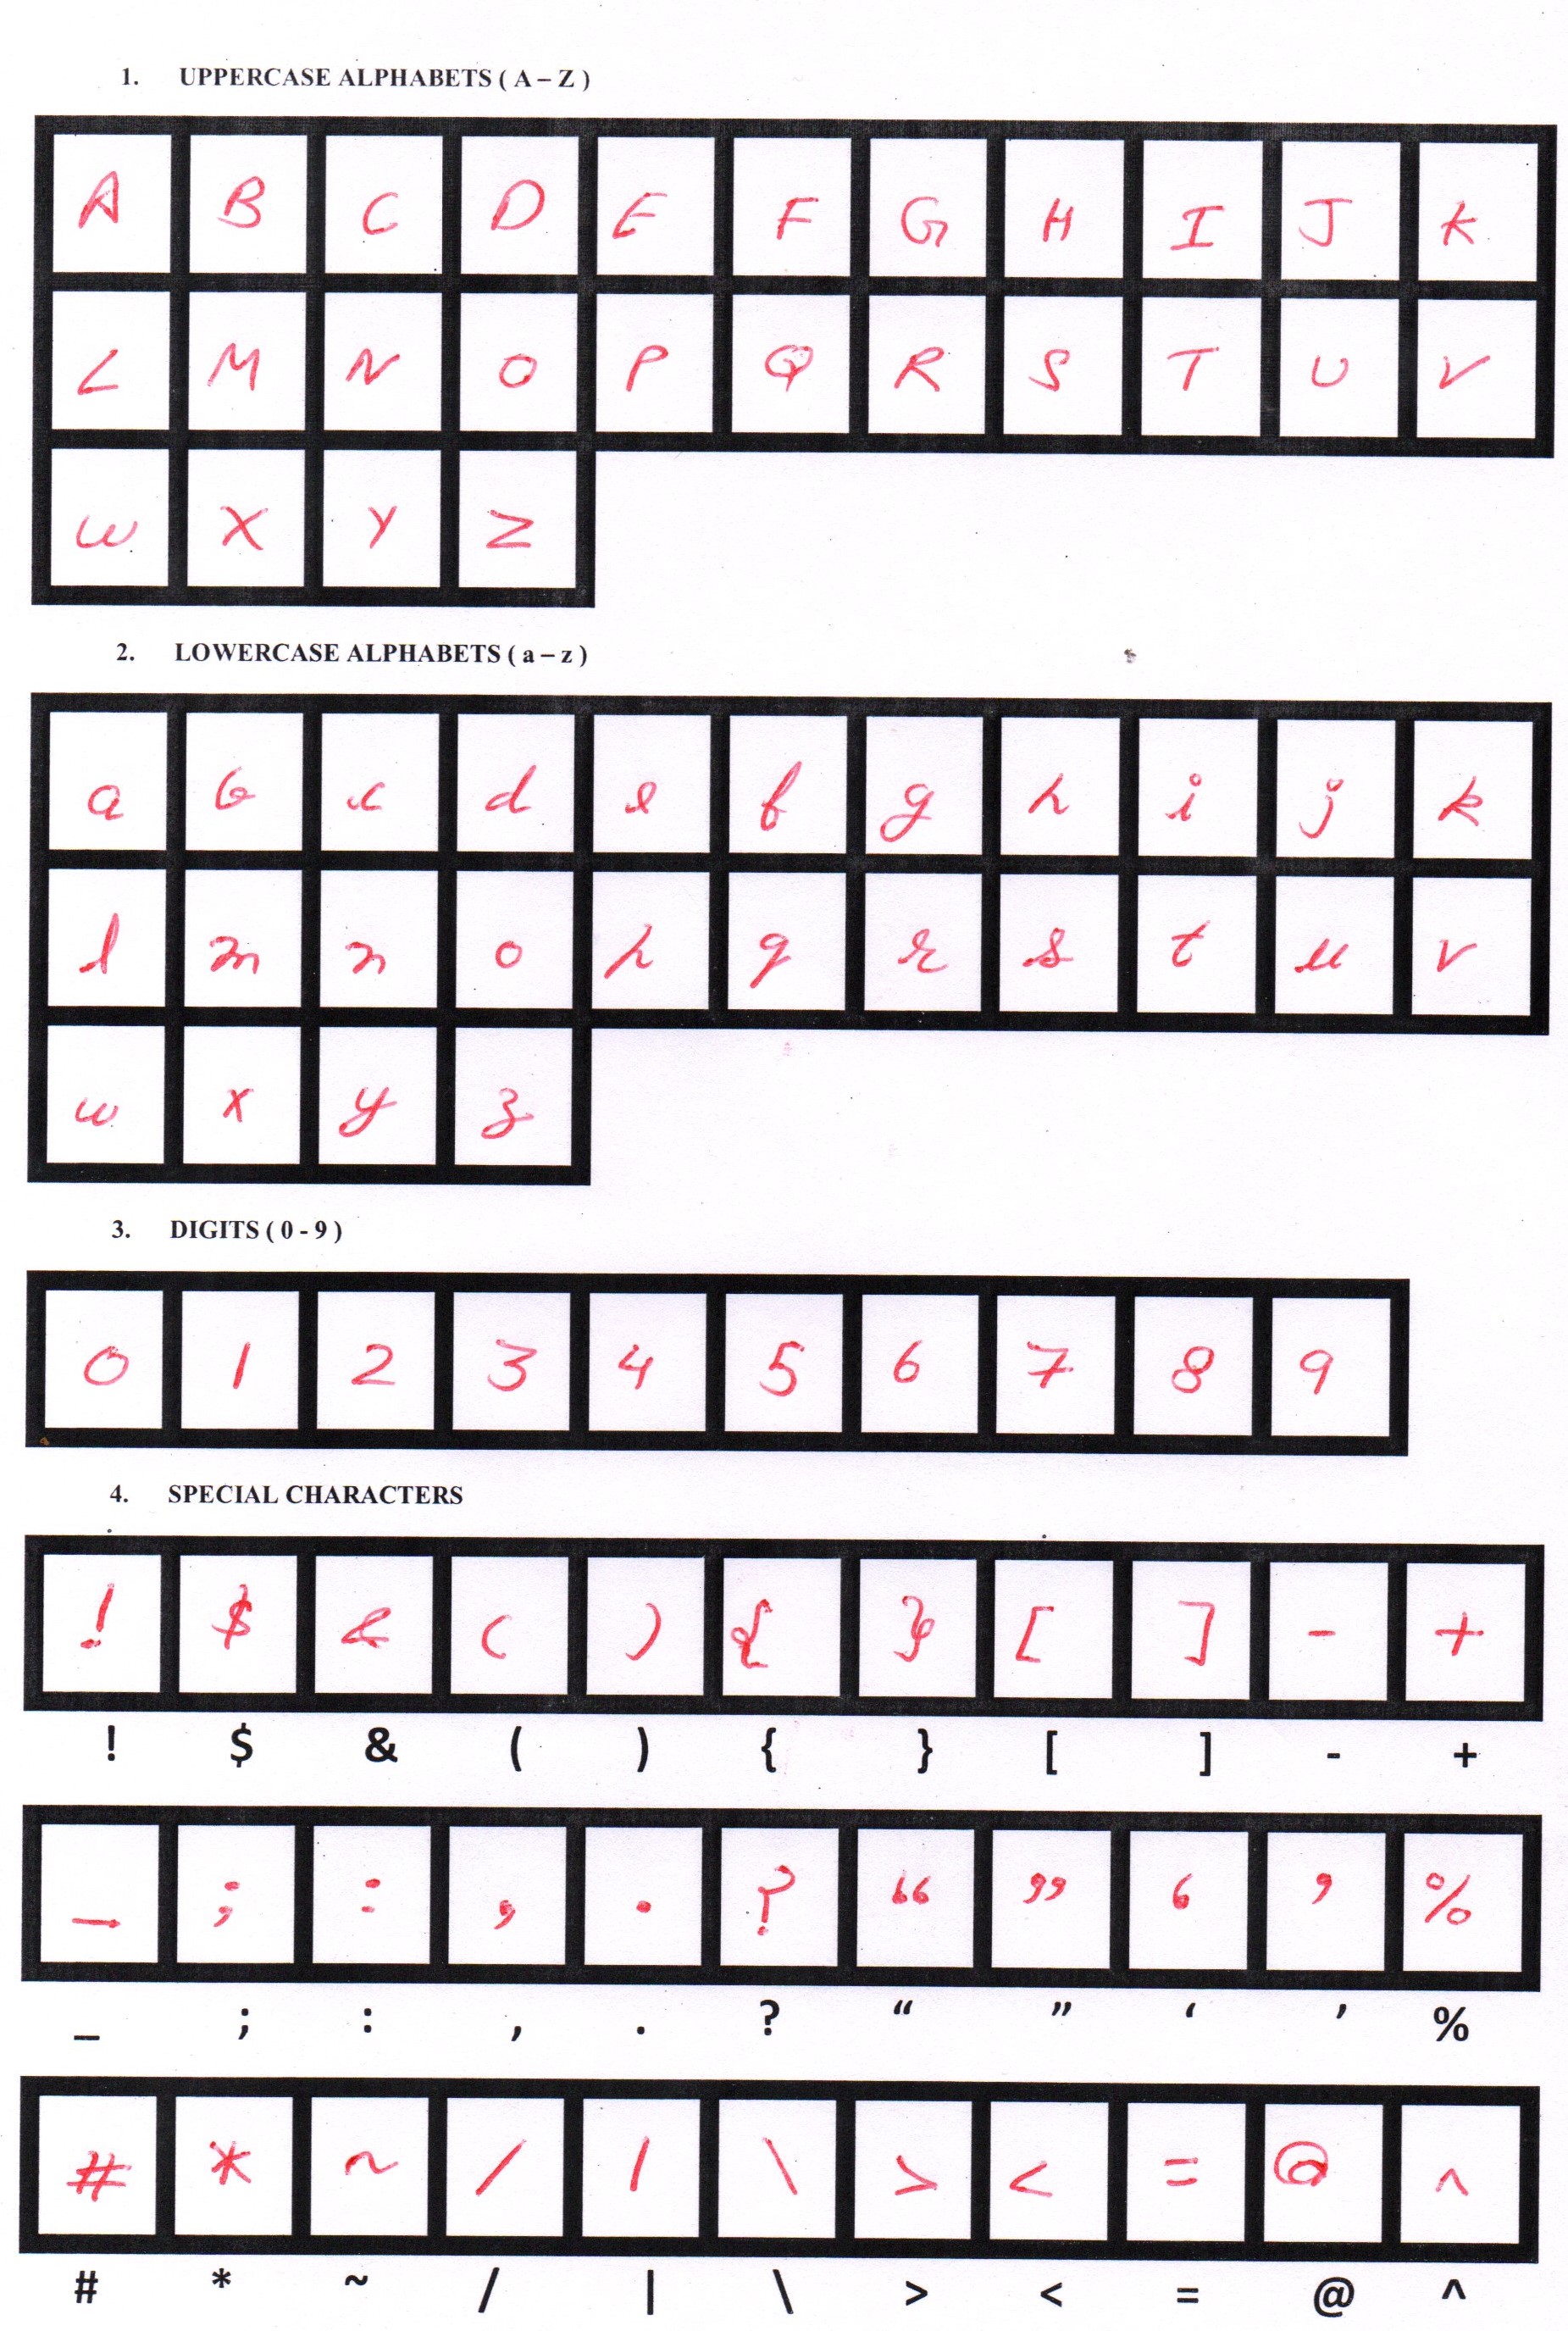 1. UPPERCASE ALPHABETS ( A – Z )
A B C D E F G H I J K
L M N O P Q R S T U V
W X Y Z
2. LOWERCASE ALPHABETS ( a – z )
a b c d e f g h i j k
l m n o p q r s t u v
w x y z
3. DIGITS ( 0 - 9 )
0 1 2 3 4 5 6 7 8 9
4. SPECIAL CHARACTERS
! $ & ( ) { } [ ] - +
! $ & ( ) { } [ ] - +
_ ; : , . ? “ ” ‘ ’ %
_ ; : , . ? “ ” ‘ ’ %
# * ~ / | \ > < = @ ^
# * ~ / | \ > < = @ ^